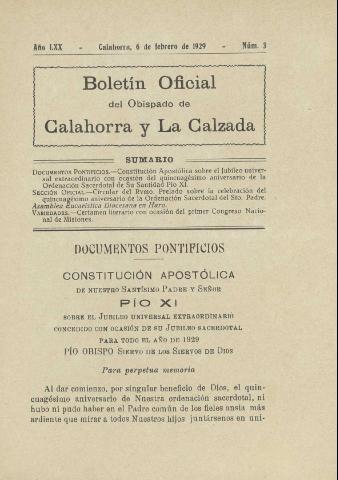 Año LXX - Calahorra, 6 de febrero de 1929 - Núm. 3
Boletín Oficial
del Obispado de
Calahorra y La Calzada
SUMARIO
DOCUMENTOS PONTIFICIOS.—Constitución Apostólica sobre el Jubileo univer-
sal extraordinario con ocasión del quincuagésimo aniversario de la
Ordenación Sacerdotal de Su Santidad Pío XI.
SECCIÓN OFICIAL.—Circular del Rvmo. Prelado sobre la celebración del
quincuagésimo aniversario de la Ordenación Sacerdotal del Sto. Padre.
Asamblea Eucarística Diocesana en Haro.
VARIEDADES.—Certamen literario con ocasión del primer Congreso Nacio-
nal de Misiones.
DOCUMENTOS PONTIFICIOS
CONSTITUCIÓN APOSTÓLICA
DE NUESTRO SANTÍSIMO PADRE Y SEÑOR
PÍO XI
SOBRE EL JUBILEO UNIVERSAL EXTRAORDINARIO
CONCEDIDO CON OCASIÓN DE SU JUBILEO SACERDOTAL
PARA TODO EL AÑO DE 1929
PÍO OBISPO SIERVO DE LOS SIERVOS DE DIOS
Para perpetua memoria
Al dar comienzo, por singular beneficio de Dios, el quin-
cuagésimo aniversario de Nuestra ordenación sacerdotal, ni
hubo ni pudo haber en el Padre común de los fieles ansia más
ardiente que mirar a todos Nuestros hijos juntársenos en uni-